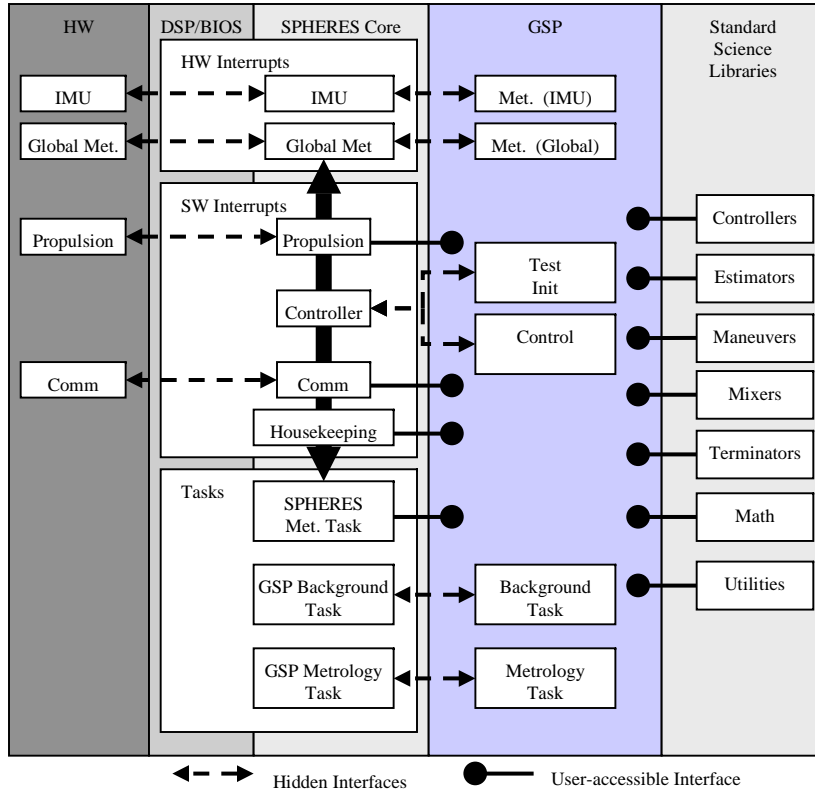 HW
DSP/BIOS
SPHERES Core
GSP
Standard
Science
Libraries
HW Interrupts
IMU
IMU
Met. (IMU)
Global Met.
Global Met
Met. (Global)
SW Interrupts
Propulsion
Propulsion
Controllers
Test
Init
Estimators
Controller
Control
Maneuvers
Comm
Comm
Mixers
Housekeeping
Terminators
Tasks
SPHERES
Met. Task
Math
GSP Background
Task
Background
Task
Utilities
GSP Metrology
Task
Metrology
Task
Hidden Interfaces
User-accessible Interface